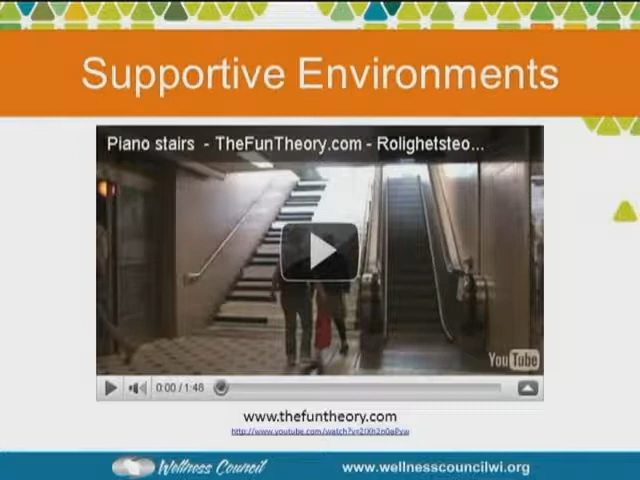 Supportive Environments
Piano stairs - TheFunTheory.com - Rolighetsteo...
YouTube
0:00 / 1:48
www.thefuntheory.com
Wellness Council
www.wellnesscouncilwi.org